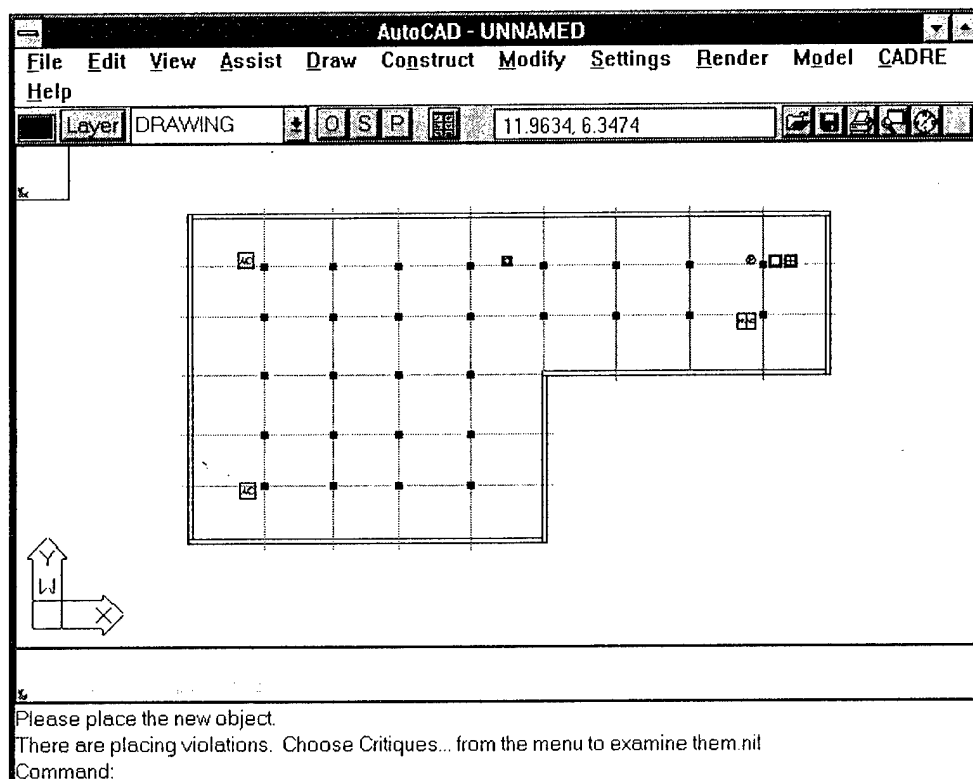 AutoCAD - UNNAMED
File Edit View Assist Draw Construct Modify Settings Render Model CADRE
Help
Layer DRAWING O S P 11.9634, 6.3474
AC
AC
Y
W
X
Please place the new object.
There are placing violations. Choose Critiques... from the menu to examine them.nil
Command: